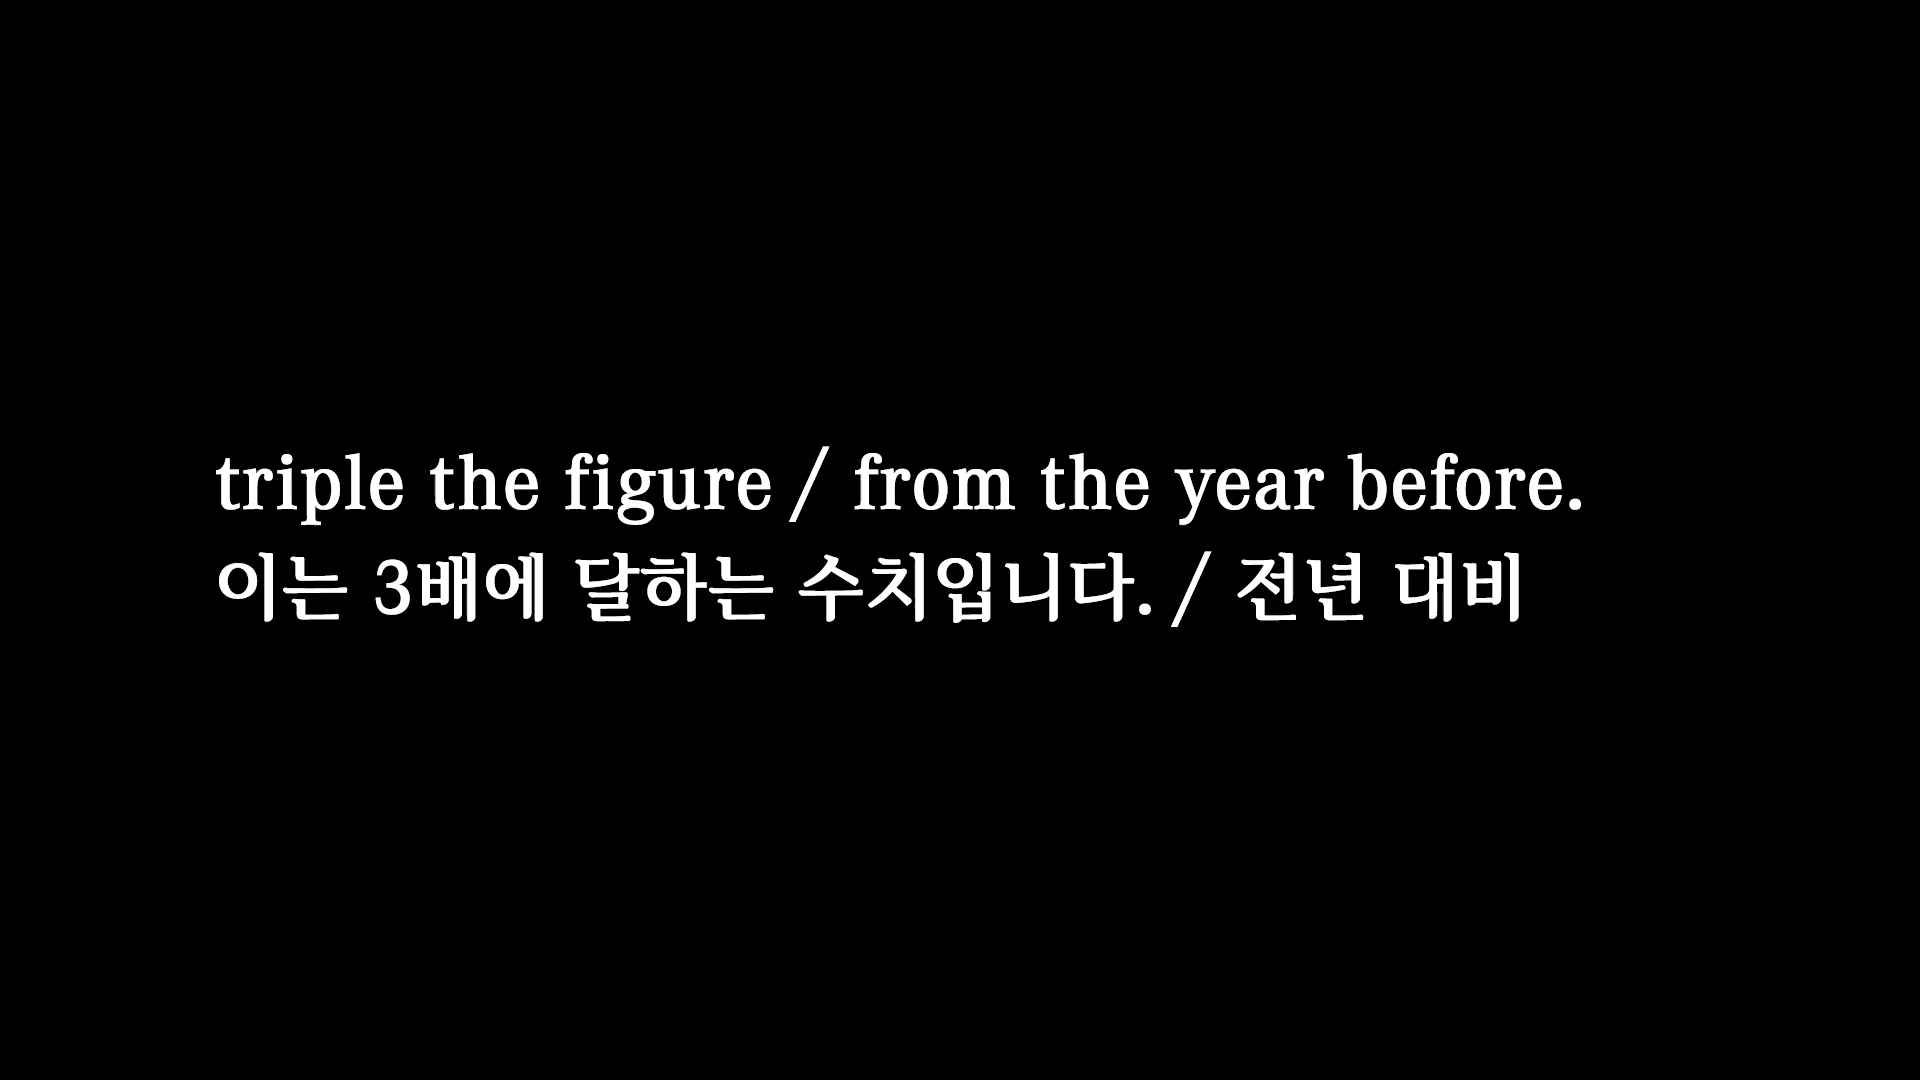 triple the figure / from the year before.
이는 3배에 달하는 수치입니다. / 전년 대비